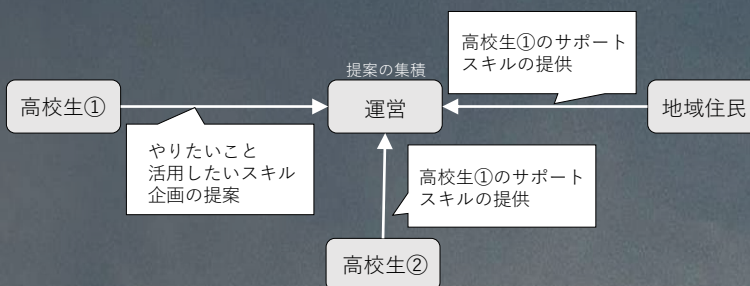 高校生①のサポート
スキルの提供
提案の集積
高校生①
運営
地域住民
やりたいこと
活用したいスキル
企画の提案
高校生①のサポート
スキルの提供
高校生②